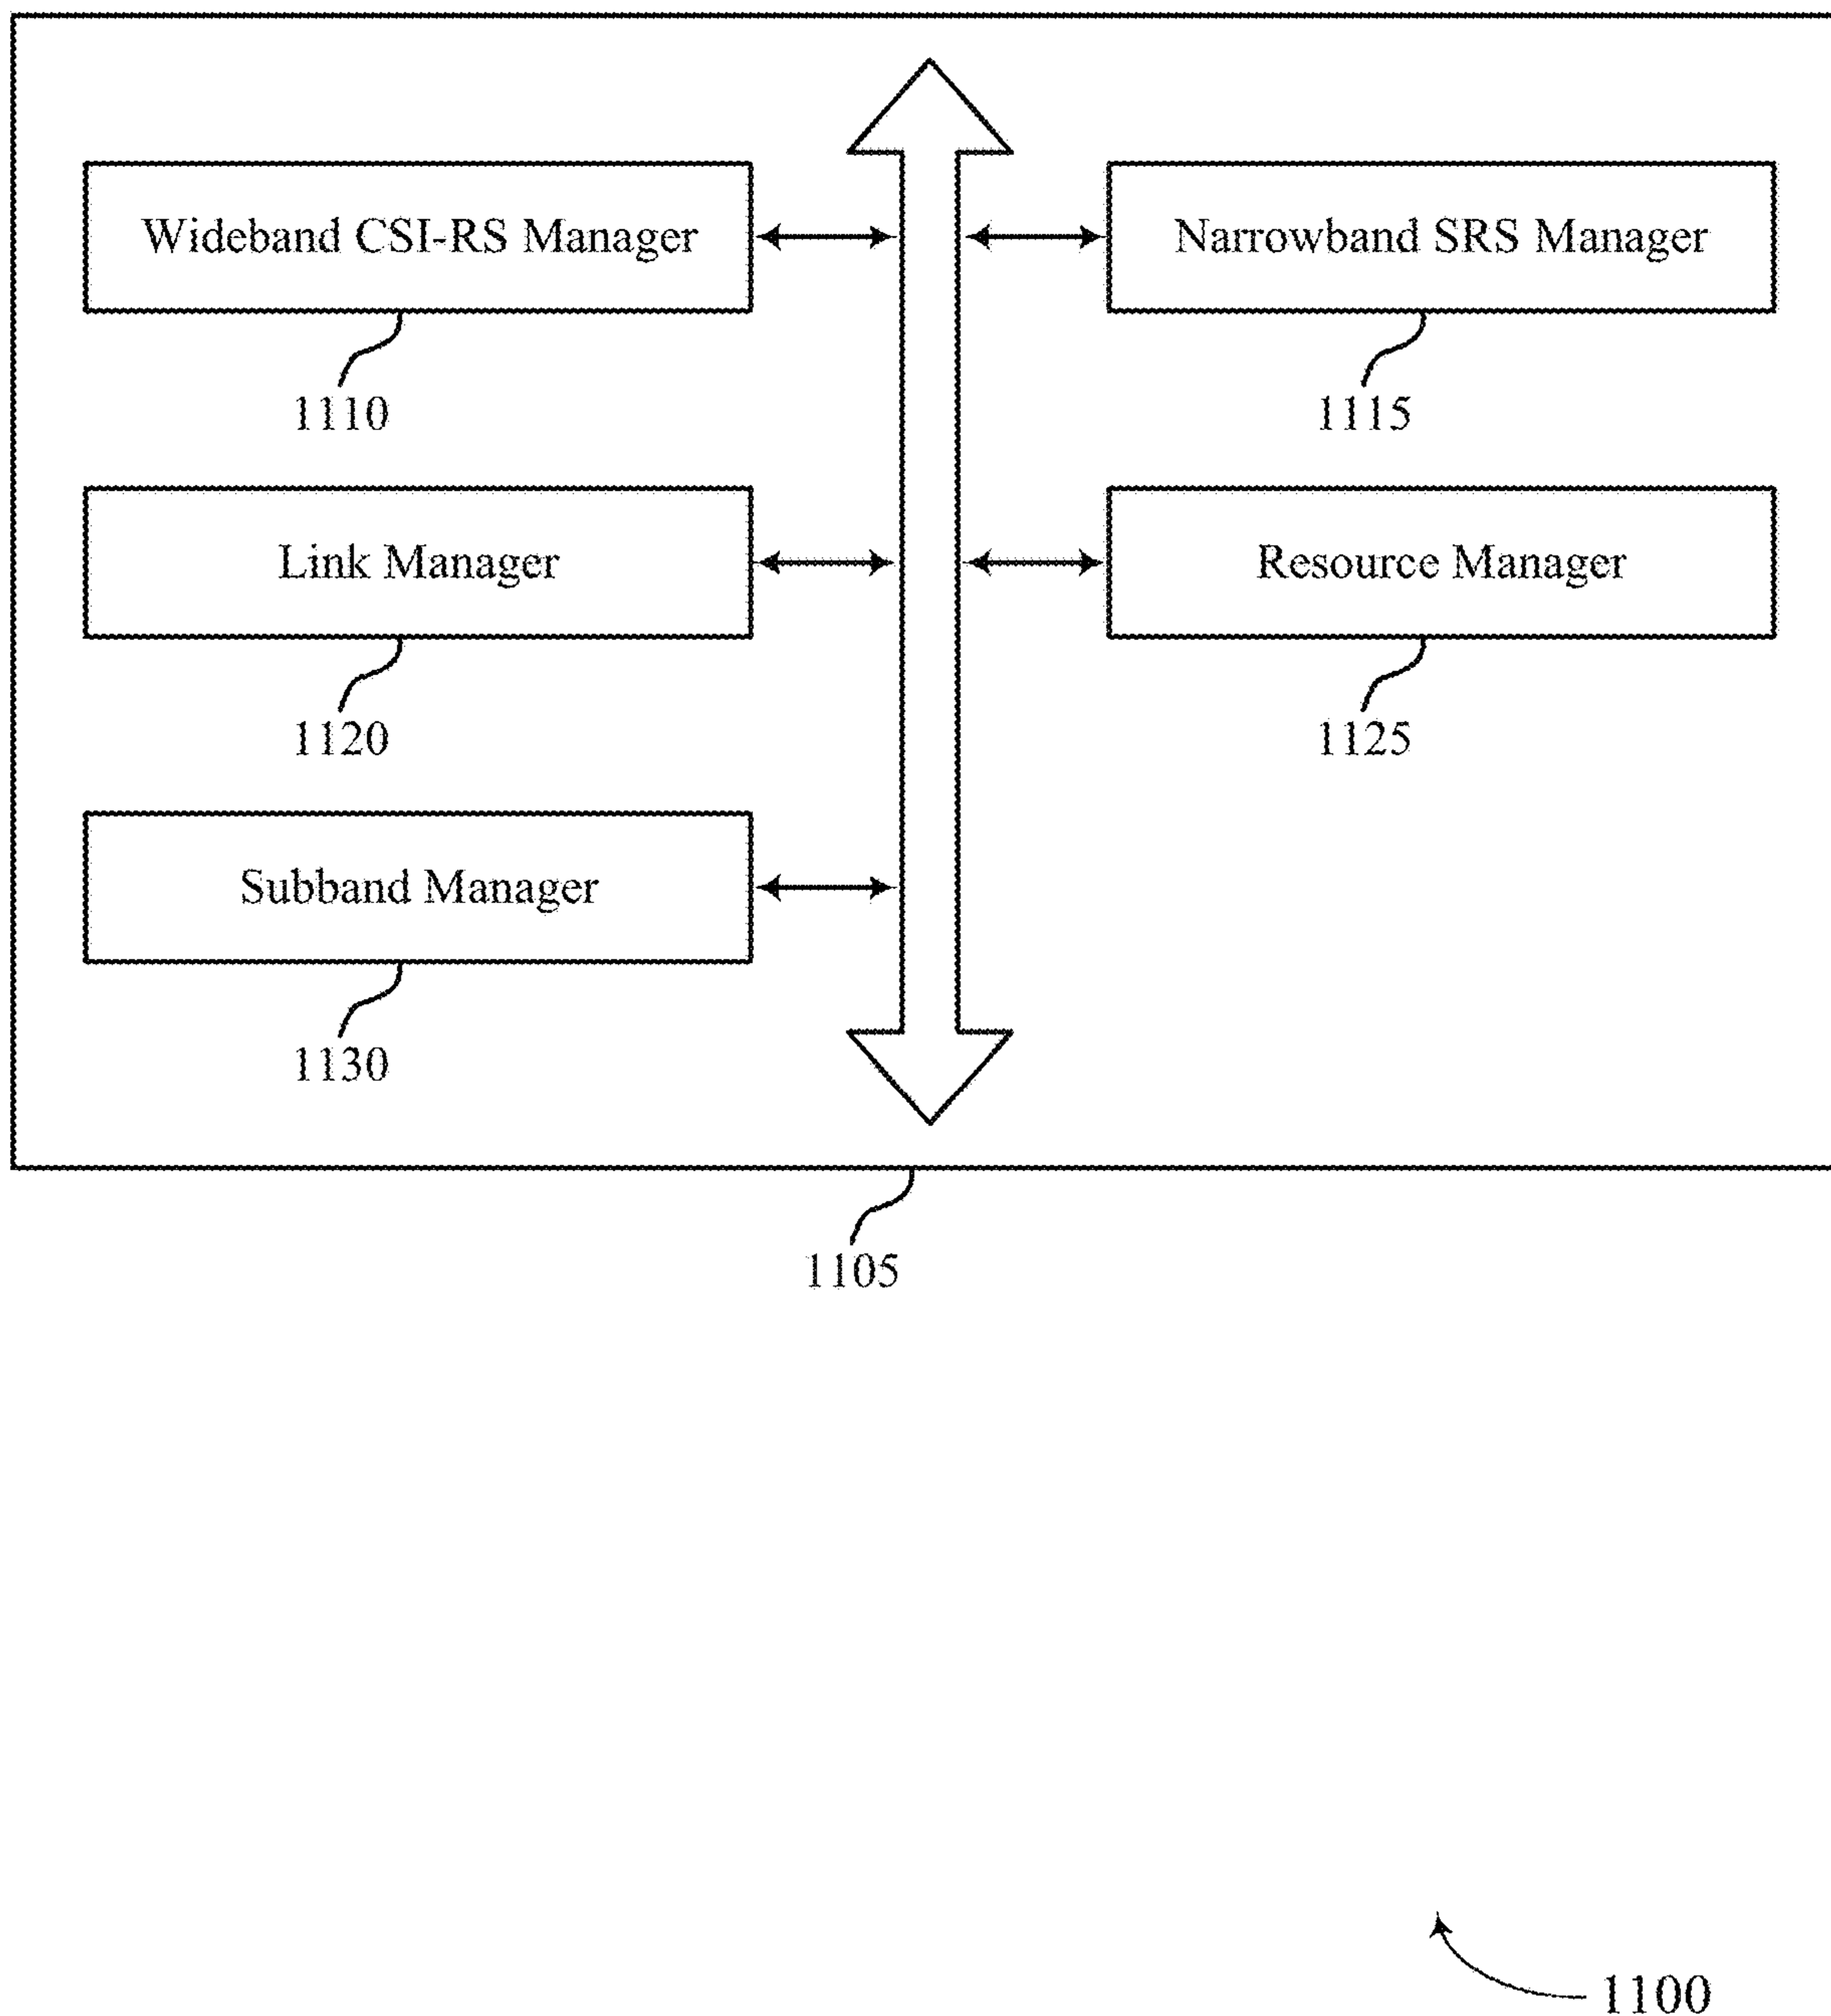 Wideband CSI-RS Manager
Narrowband SRS Manager
1110
1115
Link Manager
Resource Manager
1120
1125
Subband Manager
1130
1105
1100